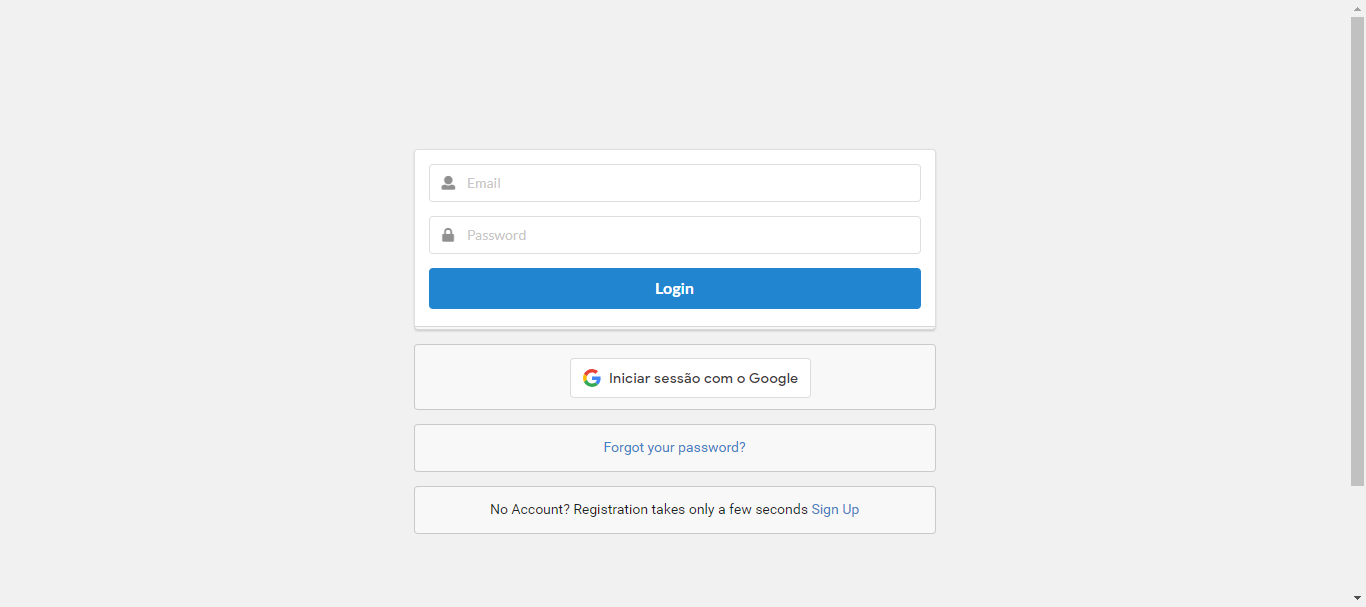 Email
Password
Login
Iniciar sessão com o Google
Forgot your password?
No Account? Registration takes only a few seconds Sign Up